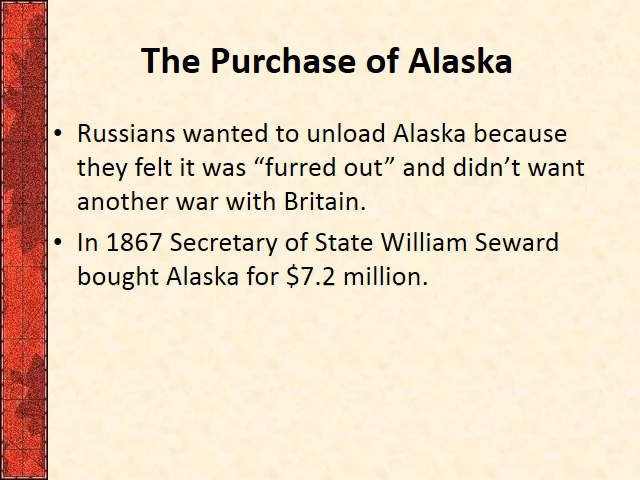 The Purchase of Alaska
• Russians wanted to unload Alaska because
they felt it was “furred out” and didn’t want
another war with Britain.
• In 1867 Secretary of State William Seward
bought Alaska for $7.2 million.